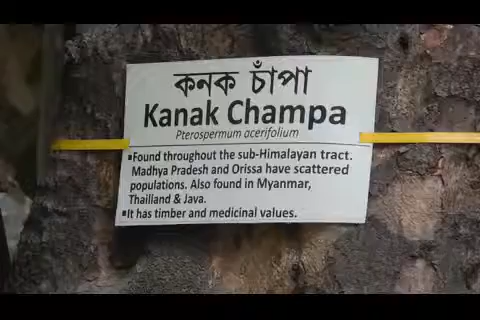 কনক চাঁপা
Kanak Champa
Pterospermum acerifolium
▪Found throughout the sub-Himalayan tract.
Madhya Pradesh and Orissa have scattered
populations. Also found in Myanmar,
Thailland & Java.
▪It has timber and medicinal values.